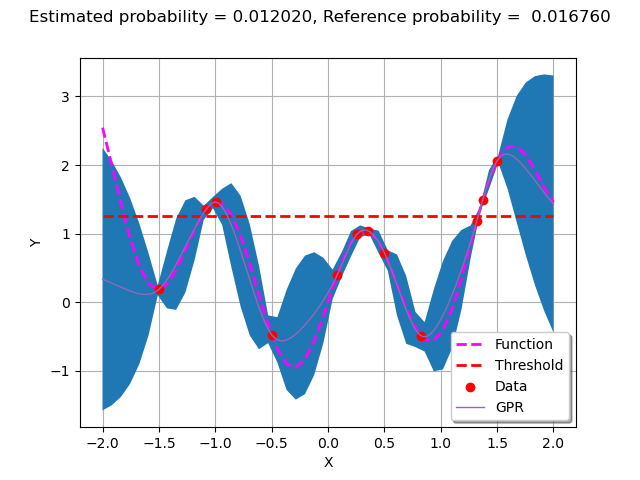 Estimated probability = 0.012020, Reference probability =  0.016760
Y
3
2
1
0
−1
−2.0 −1.5 −1.0 −0.5 0.0 0.5 1.0 1.5 2.0
X
Function
Threshold
Data
GPR